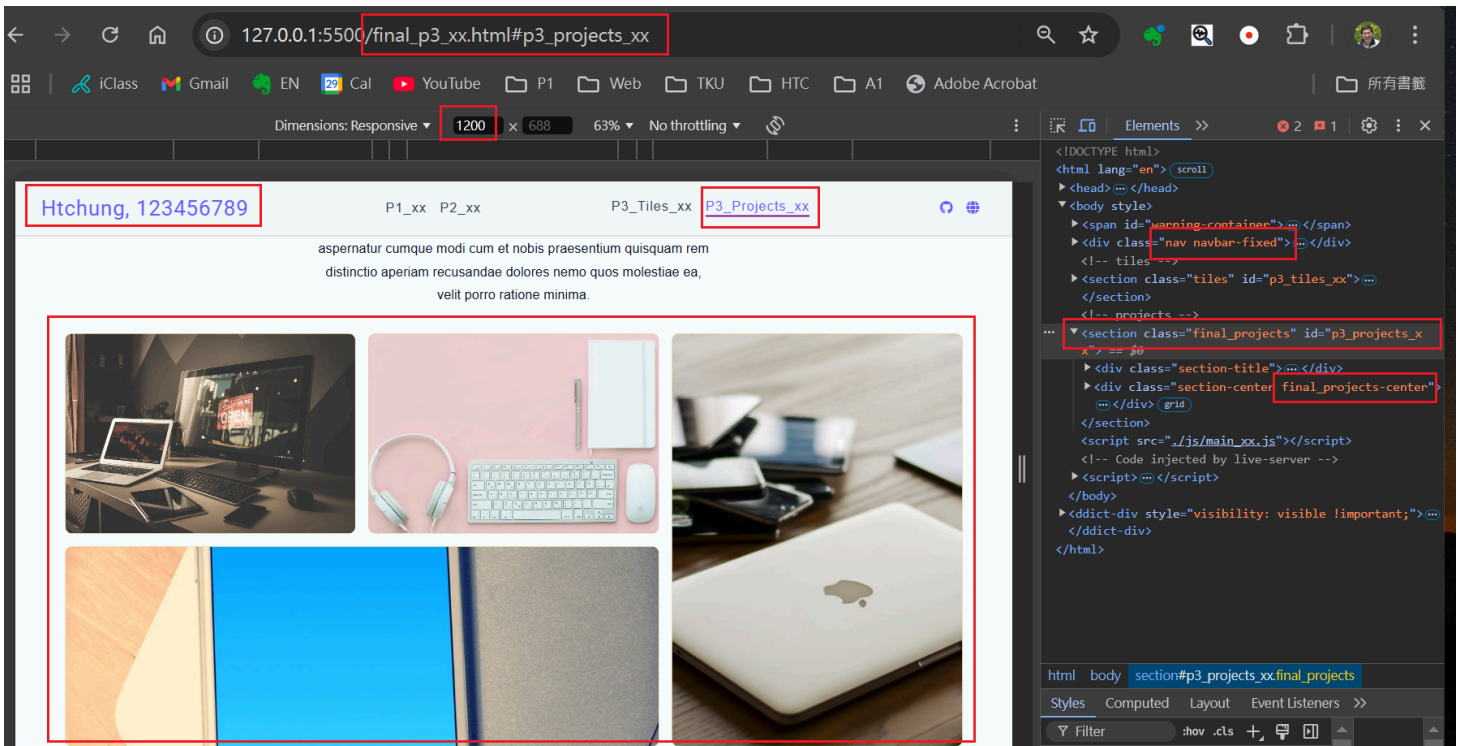 127.0.0.1:5500/final_p3_xx.html#p3_projects_xx
iClass Gmail EN 29 Cal YouTube P1 Web TKU HTC A1 Adobe Acrobat 所有書籤
Dimensions: Responsive ▾ 1200 × 688 63% ▾ No throttling ▾
Elements >> 2 1
Htchung, 123456789 P1_xx P2_xx P3_Tiles_xx P3_Projects_xx
aspernatur cumque modi cum et nobis praesentium quisquam rem
distinctio aperiam recusandae dolores nemo quos molestiae ea,
velit porro ratione minima.
OPEN
<!DOCTYPE html>
<html lang="en"> scroll
▶<head>…</head>
▼<body style>
▶<span id="warning-container">…</span>
▶<div class="nav navbar-fixed">…</div>
<!-- tiles -->
▶<section class="tiles" id="p3_tiles_xx">…
</section>
<!-- projects -->
… ▼<section class="final_projects" id="p3_projects_x
x"> == $0
▶<div class="section-title">…</div>
▶<div class="section-center final_projects-center">
…</div> grid
</section>
<script src="./js/main_xx.js"></script>
<!-- Code injected by live-server -->
▶<script>…</script>
</body>
▶<ddict-div style="visibility: visible !important;">…
</ddict-div>
</html>
html body section#p3_projects_xx.final_projects
Styles Computed Layout Event Listeners >>
Filter :hov .cls